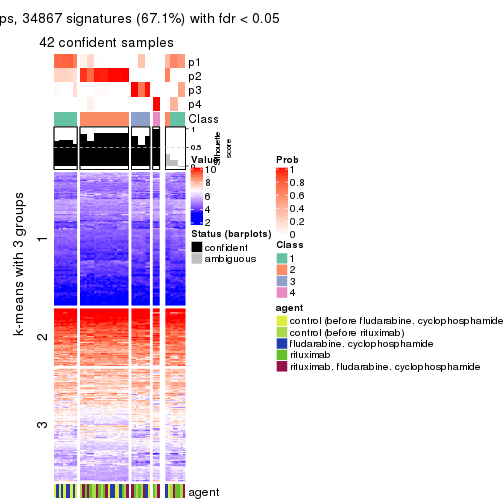 ps, 34867 signatures (67.1%) with fdr < 0.05
42 confident samples
p1
p2
p3
p4
Class
1
0.5
0
Silhouette
score
k-means with 3 groups
1
2
3
agent
Value
10
8
6
4
2
Status (barplots)
confident
ambiguous
Prob
1
0.8
0.6
0.4
0.2
0
Class
1
2
3
4
agent
control (before fludarabine. cyclophosphamide
control (before rituximab)
fludarabine. cyclophosphamide
rituximab
rituximab. fludarabine. cyclophosphamide